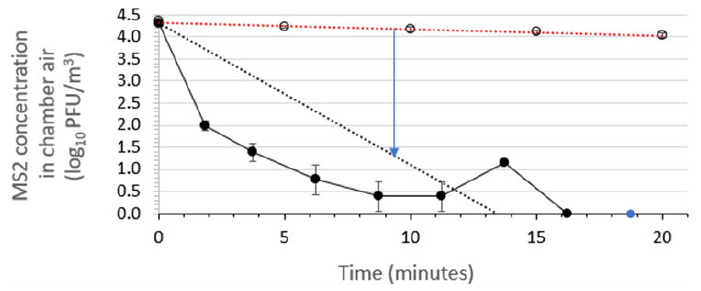 MS2 concentration
in chamber air
(log10 PFU/m³)
4.5
4.0
3.5
3.0
2.5
2.0
1.5
1.0
0.5
0.0
0 5 10 15 20
Time (minutes)